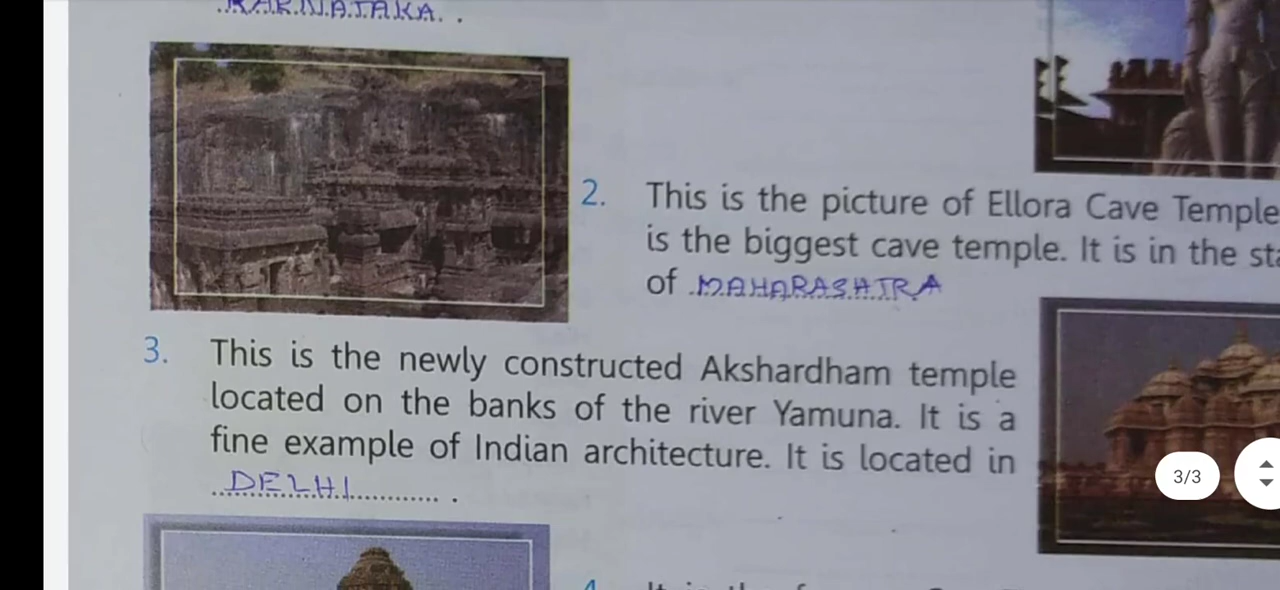 KARNATAKA. .
2. This is the picture of Ellora Cave Temple
is the biggest cave temple. It is in the sta
of MAHARASHTRA
3. This is the newly constructed Akshardham temple
located on the banks of the river Yamuna. It is a
fine example of Indian architecture. It is located in
DELHI .
3/3